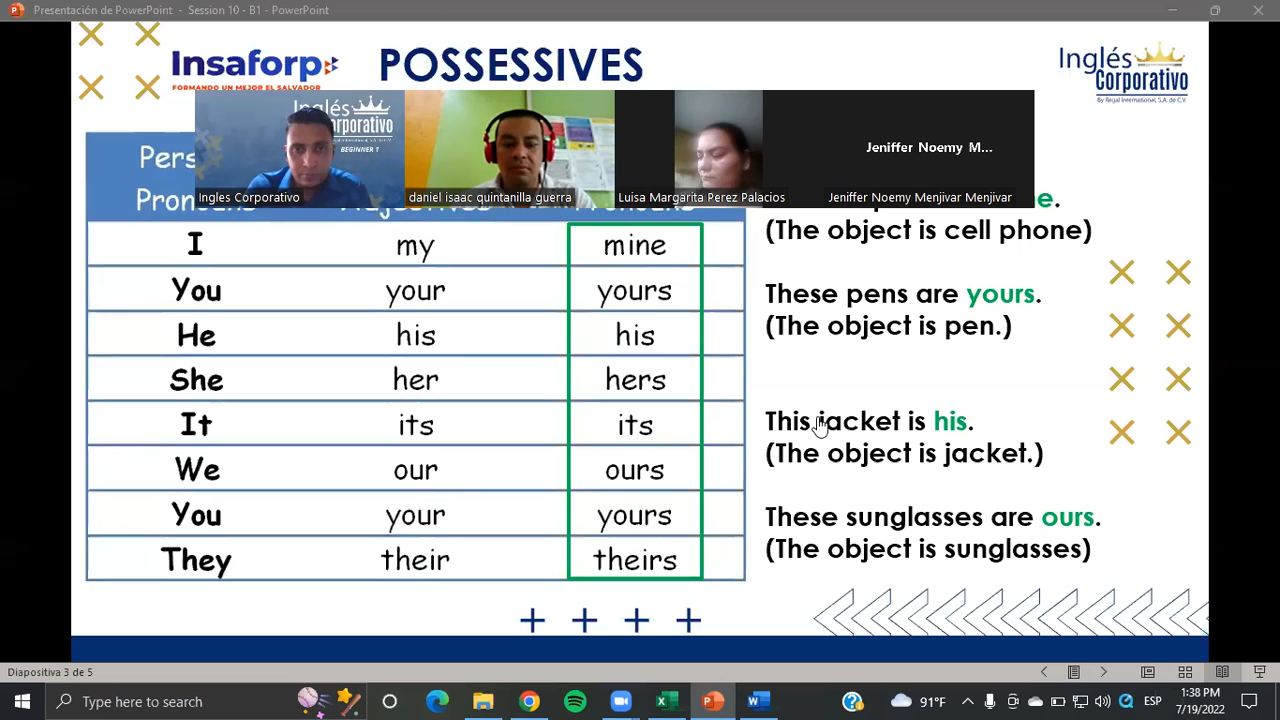 Presentación de PowerPoint - Session 10 - B1 - PowerPoint
Insaforp
FORMANDO UN MEJOR EL SALVADOR
POSSESSIVES
Inglés
Corporativo
By Regal International, S.A. de C.V.
Inglés
Corporativo
BEGINNER 1
Jeniffer Noemy M...
Ingles Corporativo
daniel isaac quintanilla guerra
Luisa Margarita Perez Palacios
Jeniffer Noemy Menjivar Menjivar
I my mine
You your yours
He his his
She her hers
It its its
We our ours
You your yours
They their theirs
(The object is cell phone)
These pens are yours.
(The object is pen.)
This jacket is his.
(The object is jacket.)
These sunglasses are ours.
(The object is sunglasses)
Diapositiva 3 de 5
Type here to search
91°F
ESP
1:38 PM
7/19/2022